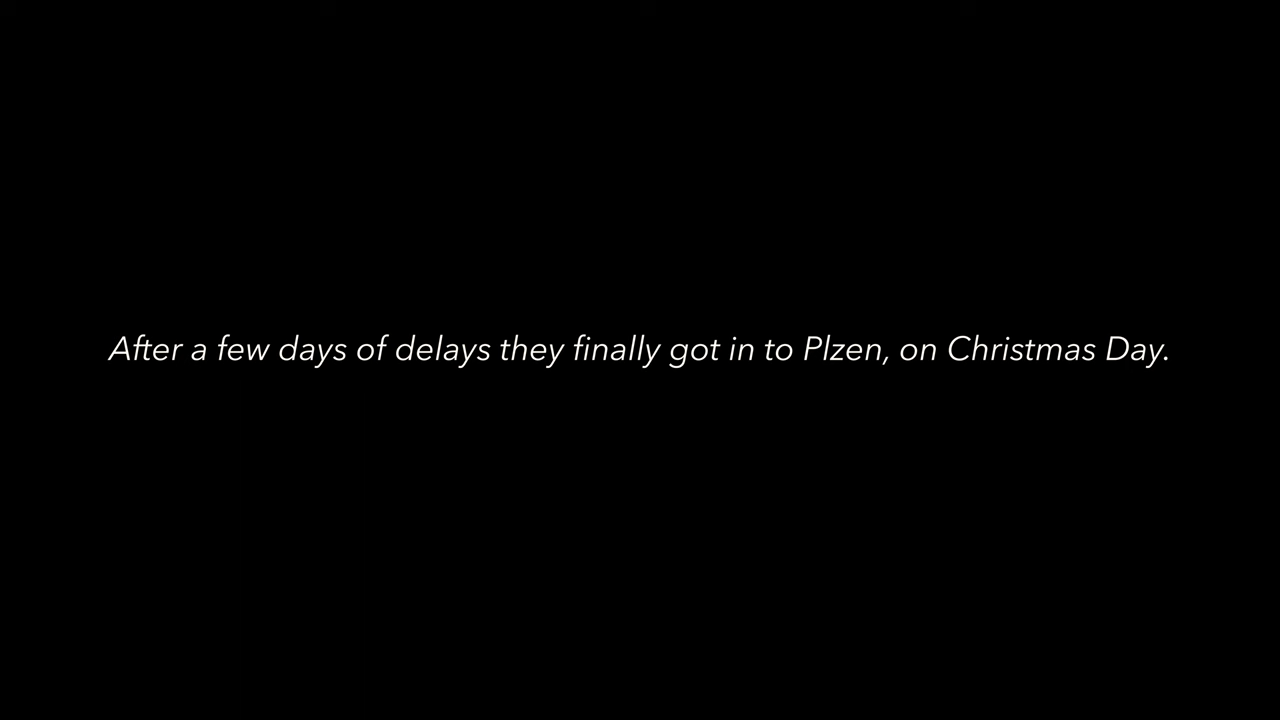 After a few days of delays they finally got in to Plzen, on Christmas Day.